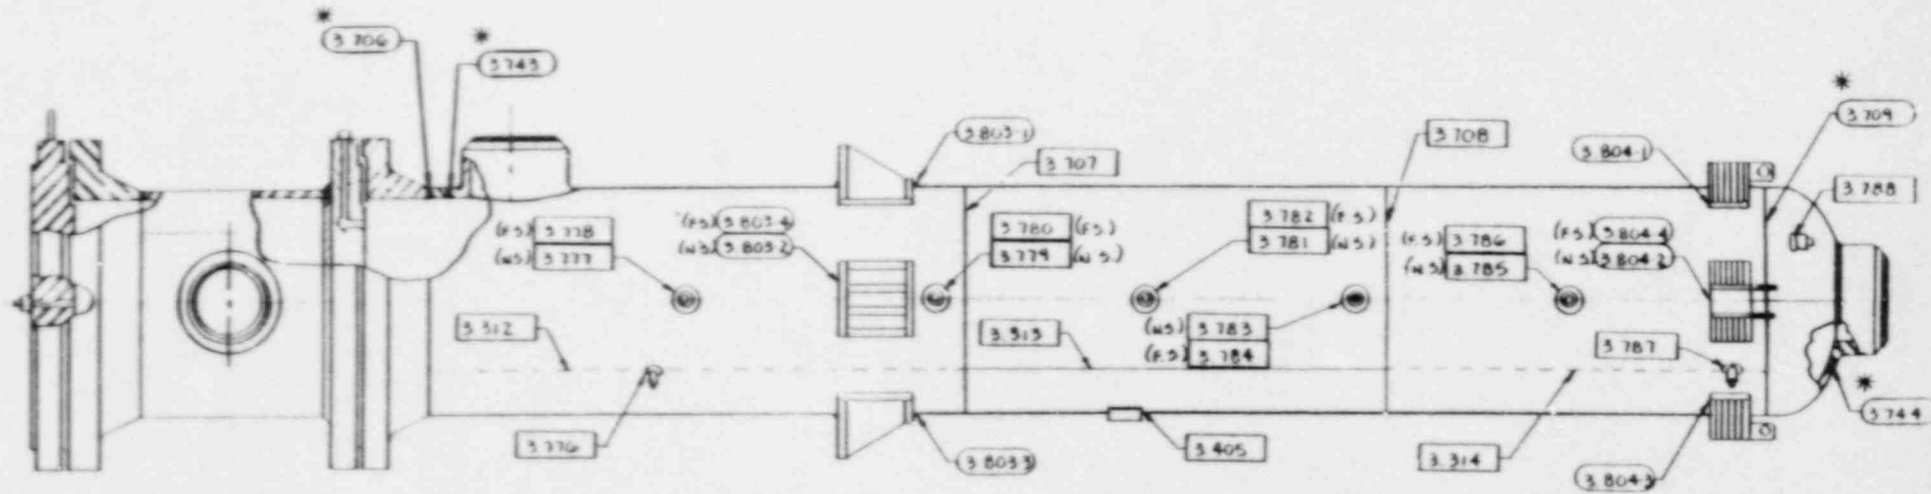 *
3.706
*
3.743
*
3.709
3.803-1
3.707
3.708
3.804-1
3.788
(F.S.) 3.778
(N.S.) 3.777
(F.S.) 3.803-4
(N.S.) 3.803-2
3.780 (F.S.)
3.779 (N.S.)
3.782 (F.S.)
3.781 (N.S.)
(F.S.) 3.786
(N.S.) 3.785
(F.S.) 3.804-4
(N.S.) 3.804-2
3.312
3.313
(N.S.) 3.783
(F.S.) 3.784
3.787
*
3.744
3.776
3.803-3
3.405
3.314
3.804-3